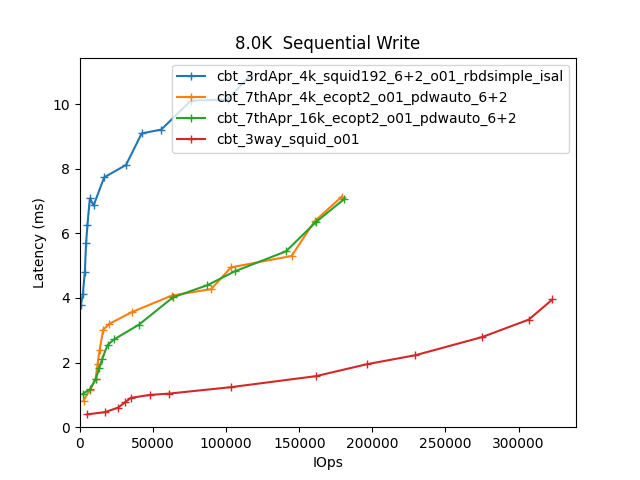 8.0K  Sequential Write
cbt_3rdApr_4k_squid192_6+2_o01_rbdsimple_isal
cbt_7thApr_4k_ecopt2_o01_pdwauto_6+2
cbt_7thApr_16k_ecopt2_o01_pdwauto_6+2
cbt_3way_squid_o01
Latency (ms)
10
8
6
4
2
0
0 50000 100000 150000 200000 250000 300000
IOps